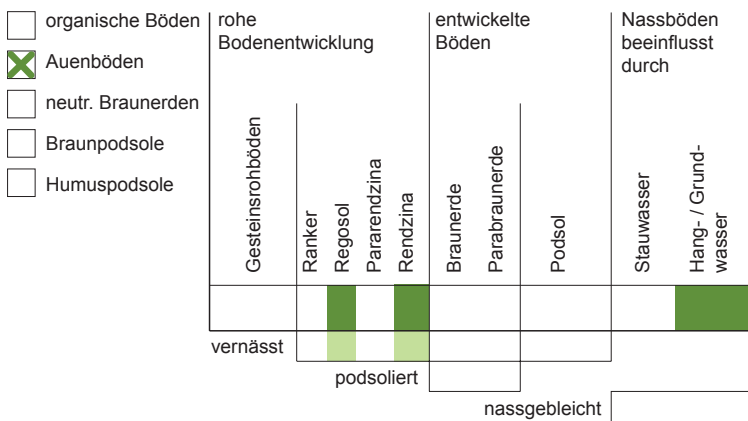 organische Böden
Auenböden
neutr. Braunerden
Braunpodsole
Humuspodsole
rohe
Bodenentwicklung
entwickelte
Böden
Nassböden
beeinflusst
durch
Gesteinsrohböden
Ranker
Regosol
Pararendzina
Rendzina
Braunerde
Parabraunerde
Podsol
Stauwasser
Hang- / Grund-
wasser
vernässt
podsoliert
nassgebleicht